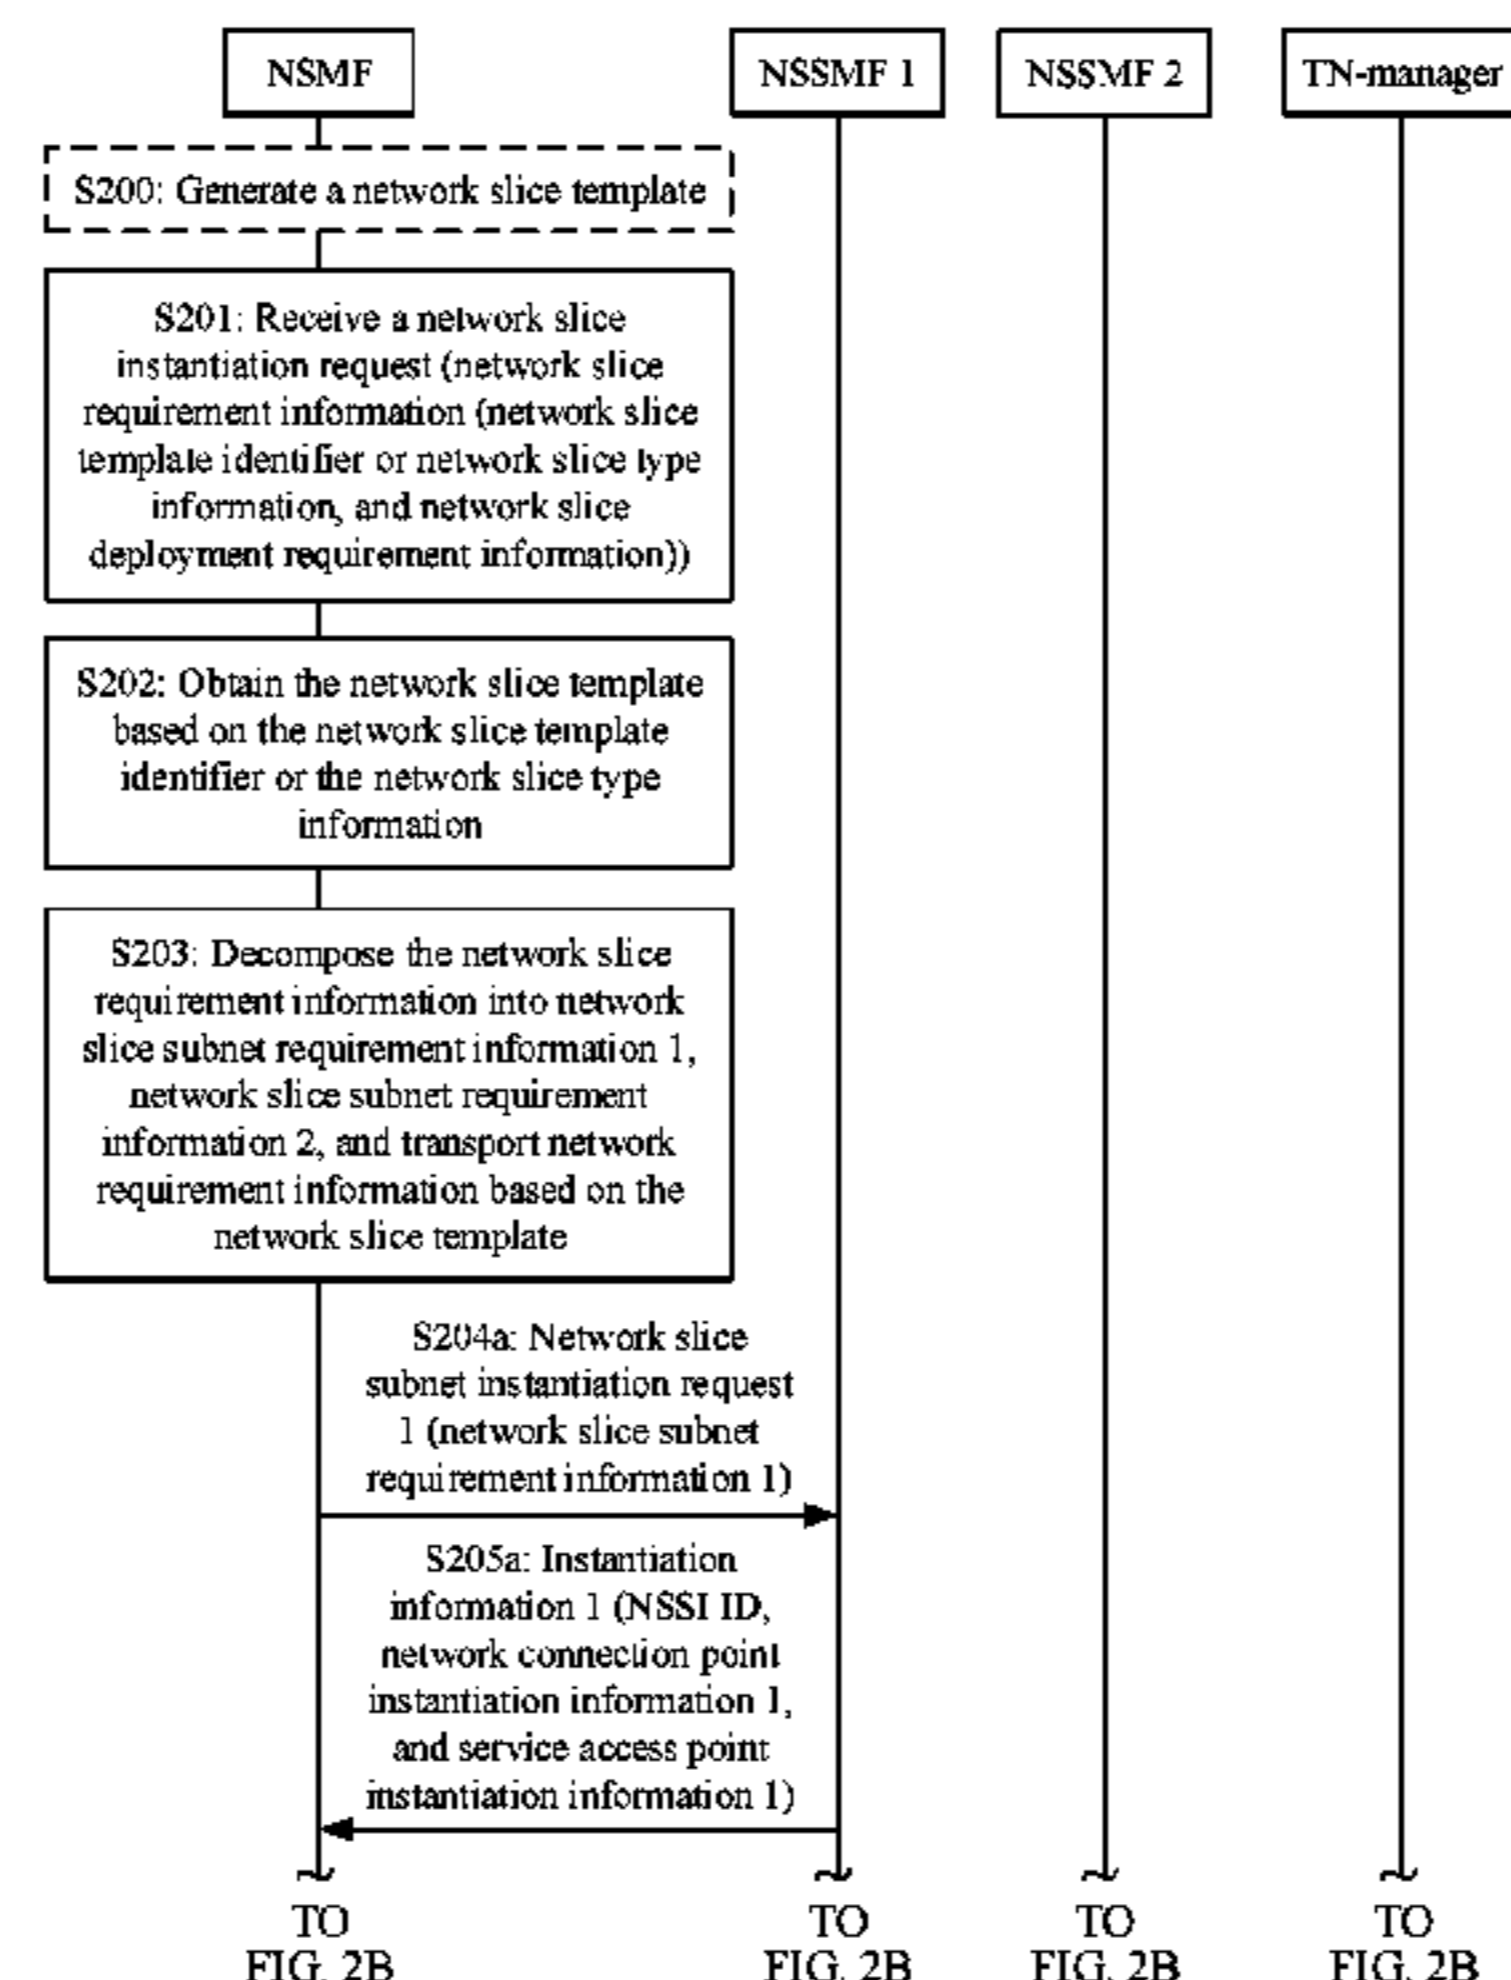 NSMF
NSSMF 1
NSSMF 2
TN-manager
S200: Generate a network slice template
S201: Receive a network slice
instantiation request (network slice
requirement information (network slice
template identifier or network slice type
information, and network slice
deployment requirement information))
S202: Obtain the network slice template
based on the network slice template
identifier or the network slice type
information
S203: Decompose the network slice
requirement information into network
slice subnet requirement information 1,
network slice subnet requirement
information 2, and transport network
requirement information based on the
network slice template
S204a: Network slice
subnet instantiation request
1 (network slice subnet
requirement information 1)
S205a: Instantiation
information 1 (NSSI ID,
network connection point
instantiation information 1,
and service access point
instantiation information 1)
TO
FIG. 2B
TO
FIG. 2B
TO
FIG. 2B
TO
FIG. 2B